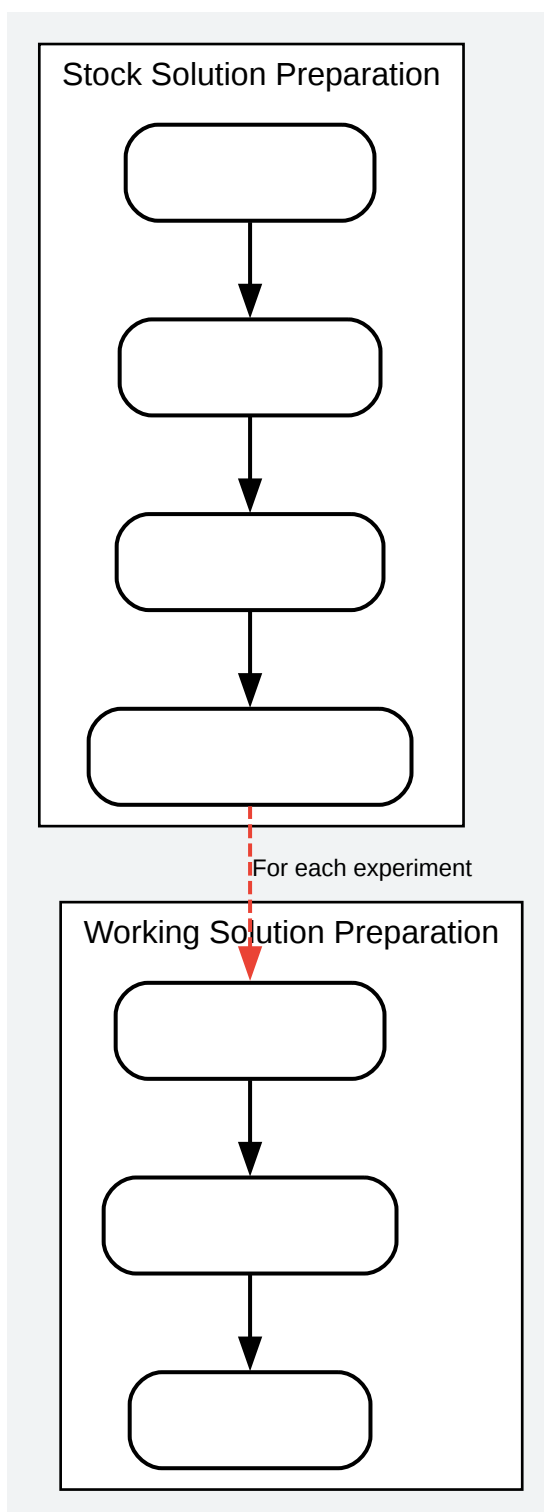 Stock Solution Preparation
For each experiment
Working Solution Preparation